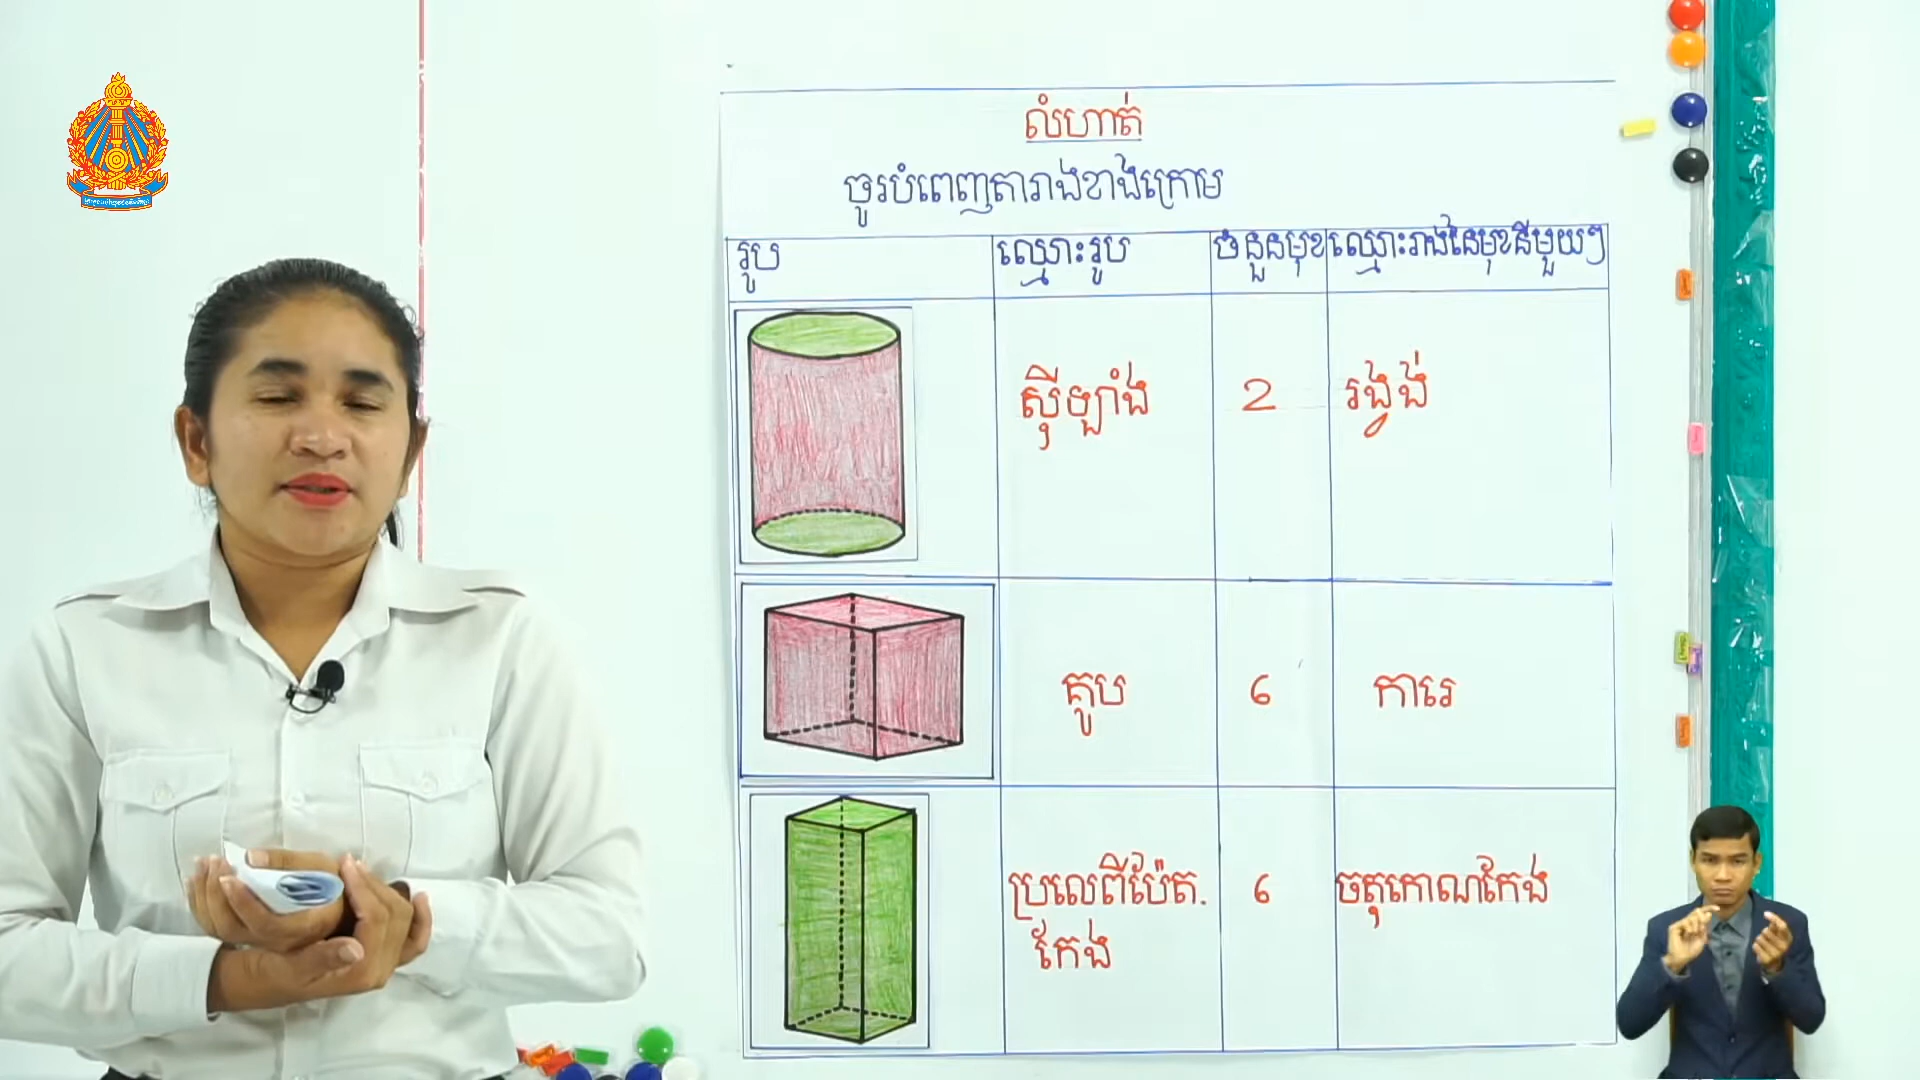 លំហាត់
ចូរបំពេញតារាងខាងក្រោម
រូប ឈ្មោះរូប ចំនួនមុខ ឈ្មោះរាងនៃមុខនីមួយៗ
ស៊ីឡាំង 2 រង្វង់
គូប 6 ការេ
ប្រលេពីប៉ែត. 6 ចតុកោណកែង
កែង